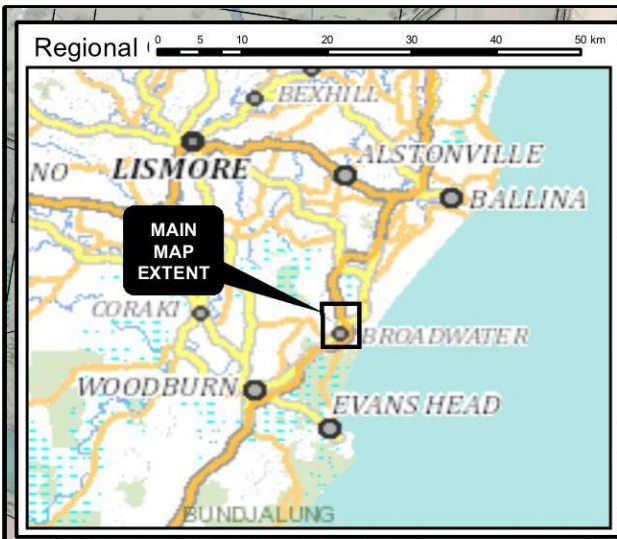 Regional
0 5 10 20 30 40 50 km
BEXHILL
LISMORE
ALSTONVILLE
NO
BALLINA
MAIN
MAP
EXTENT
CORAKI
BROADWATER
WOODBURN
EVANS HEAD
BUNDJALUNG